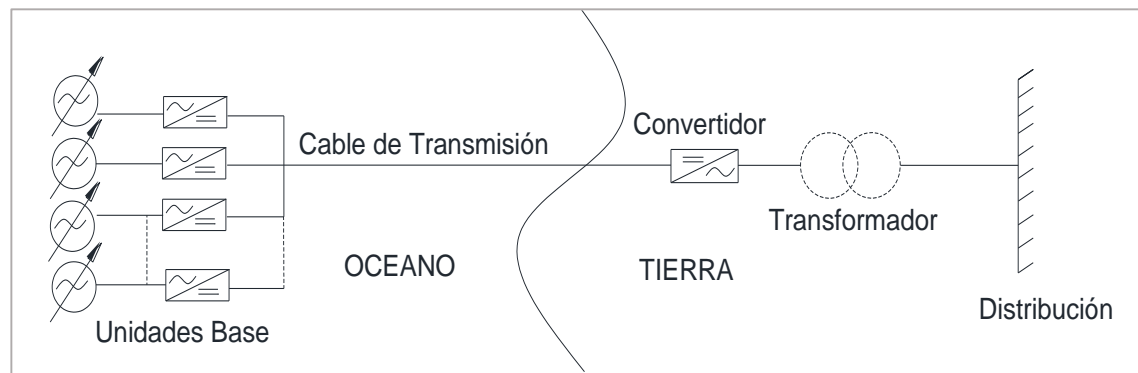 Cable de Transmisión
Convertidor
Transformador
OCEANO
TIERRA
Unidades Base
Distribución